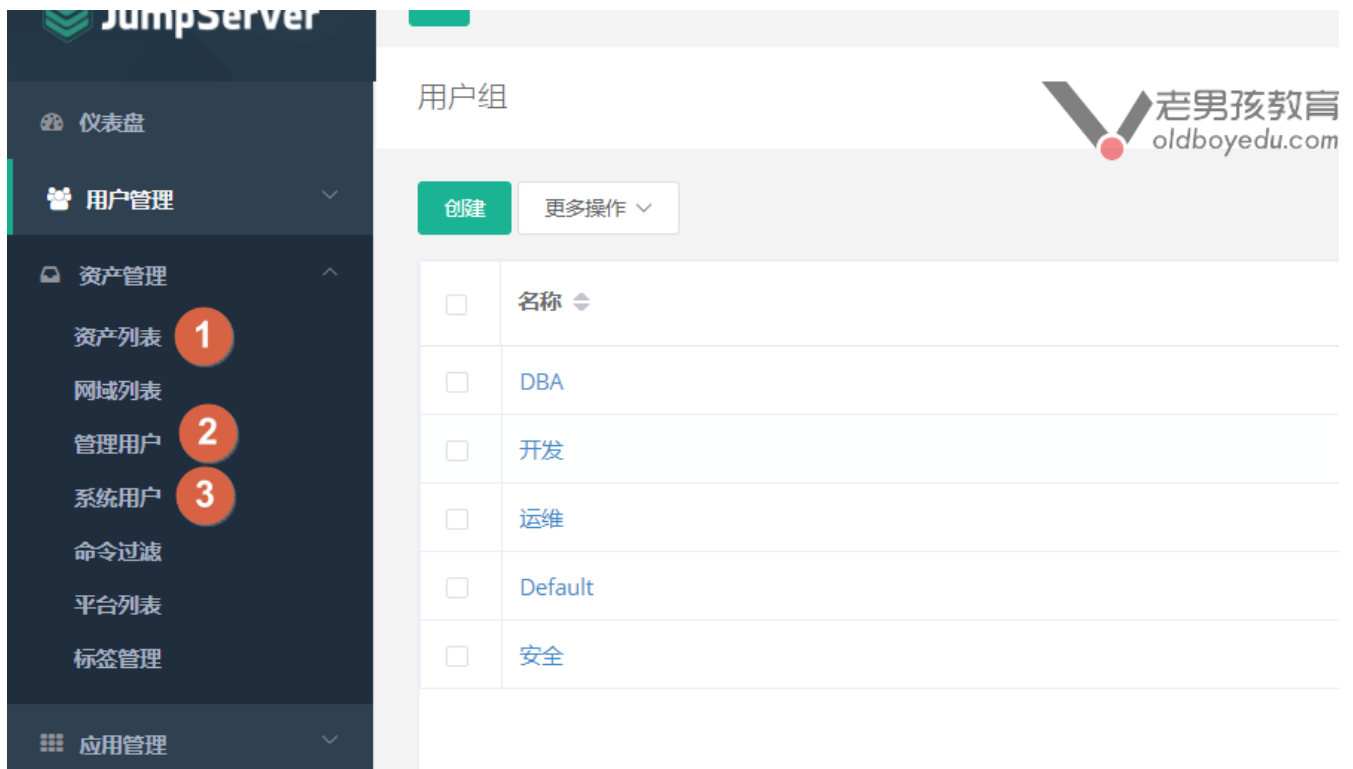 JumpServer
仪表盘
用户管理
资产管理
资产列表 1
网域列表
管理用户 2
系统用户 3
命令过滤
平台列表
标签管理
应用管理
用户组
老男孩教育
oldboyedu.com
创建 更多操作
名称
DBA
开发
运维
Default
安全